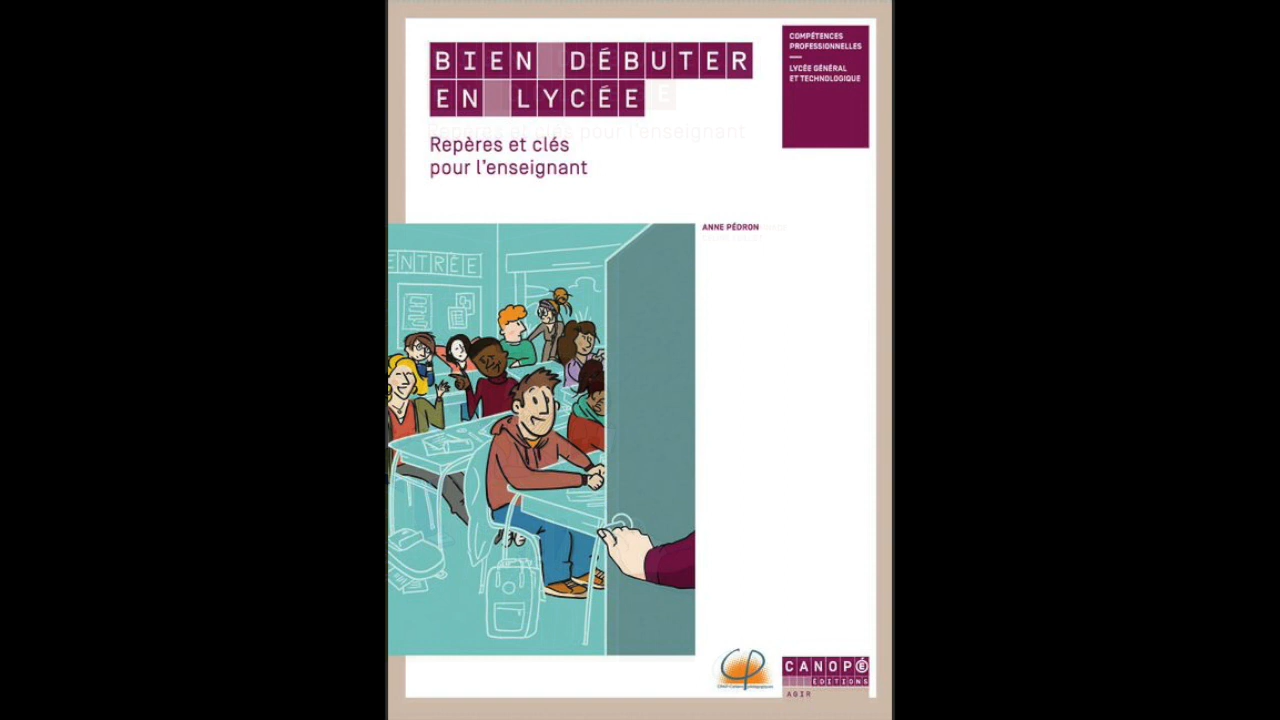 BIEN DÉBUTER
EN LYCÉE
Repères et clés
pour l'enseignant
COMPÉTENCES
PROFESSIONNELLES
LYCÉE GÉNÉRAL
ET TECHNOLOGIQUE
ANNE PÉDRON
ENTRÉE
CANOPÉ
ÉDITIONS
AGIR